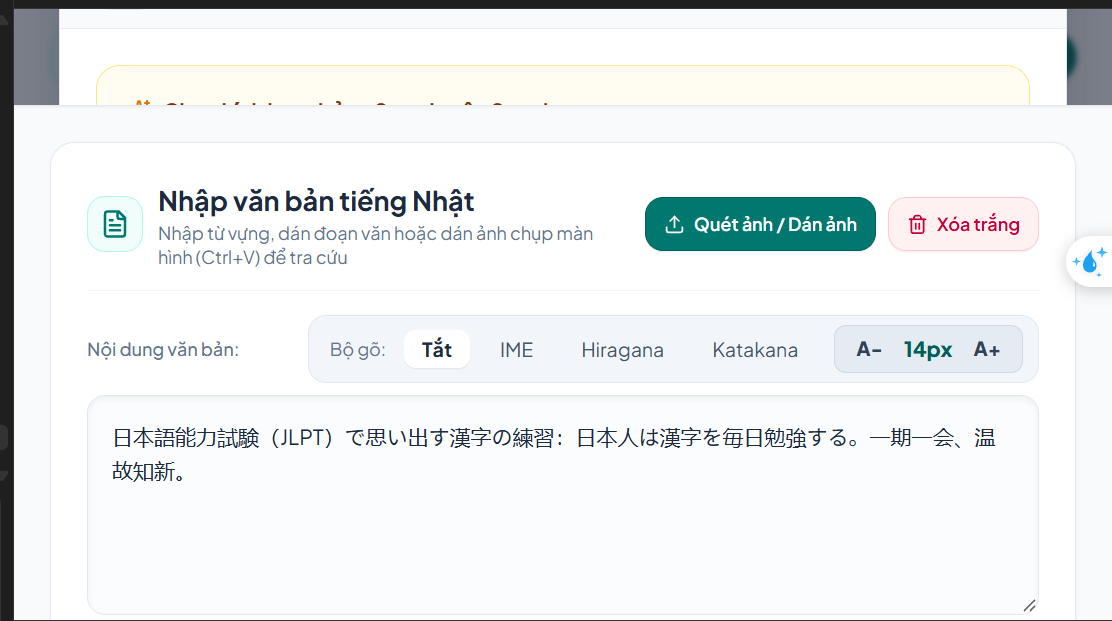 Nhập văn bản tiếng Nhật
Quét ảnh / Dán ảnh
Xóa trắng
Nhập từ vựng, dán đoạn văn hoặc dán ảnh chụp màn
hình (Ctrl+V) để tra cứu
Nội dung văn bản:
Bộ gõ: Tắt IME Hiragana Katakana A- 14px A+
日本語能力試験（JLPT）で思い出す漢字の練習：日本人は漢字を毎日勉強する。一期一会、温
故知新。